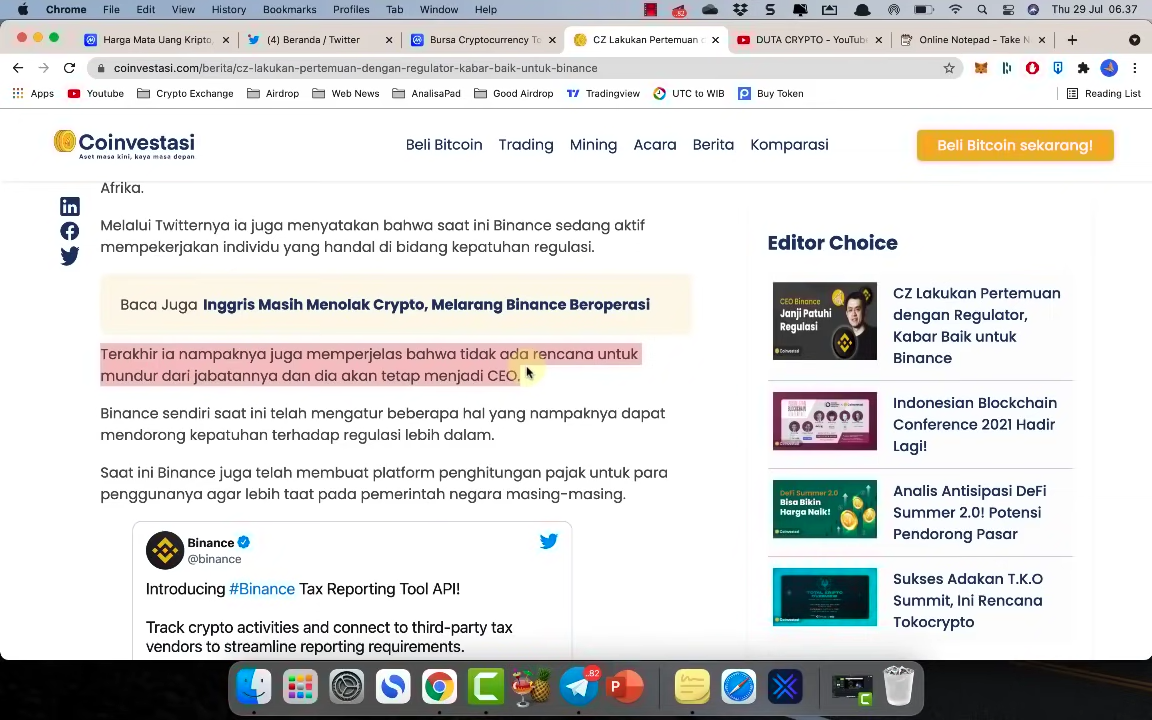 Chrome File Edit View History Bookmarks Profiles Tab Window Help Thu 29 Jul 06.37
Harga Mata Uang Kripto,
(4) Beranda / Twitter
Bursa Cryptocurrency To
CZ Lakukan Pertemuan
DUTA CRYPTO - YouTube
Online Notepad - Take N
coinvestasi.com/berita/cz-lakukan-pertemuan-dengan-regulator-kabar-baik-untuk-binance
Apps Youtube Crypto Exchange Airdrop Web News AnalisaPad Good Airdrop Tradingview UTC to WIB Buy Token Reading List
Coinvestasi
Aset masa kini, kaya masa depan
Beli Bitcoin Trading Mining Acara Berita Komparasi
Beli Bitcoin sekarang!
Afrika.
Melalui Twitternya ia juga menyatakan bahwa saat ini Binance sedang aktif
mempekerjakan individu yang handal di bidang kepatuhan regulasi.
Baca Juga Inggris Masih Menolak Crypto, Melarang Binance Beroperasi
Terakhir ia nampaknya juga memperjelas bahwa tidak ada rencana untuk
mundur dari jabatannya dan dia akan tetap menjadi CEO.
Binance sendiri saat ini telah mengatur beberapa hal yang nampaknya dapat
mendorong kepatuhan terhadap regulasi lebih dalam.
Saat ini Binance juga telah membuat platform penghitungan pajak untuk para
penggunanya agar lebih taat pada pemerintah negara masing-masing.
Binance
@binance
Introducing #Binance Tax Reporting Tool API!
Track crypto activities and connect to third-party tax
vendors to streamline reporting requirements.
Editor Choice
CEO Binance
Janji Patuhi
Regulasi
CZ Lakukan Pertemuan
dengan Regulator,
Kabar Baik untuk
Binance
Indonesian Blockchain
Conference 2021 Hadir
Lagi!
DeFi Summer 2.0
Bisa Bikin
Harga Naik!
Analis Antisipasi DeFi
Summer 2.0! Potensi
Pendorong Pasar
Sukses Adakan T.K.O
Summit, Ini Rencana
Tokocrypto